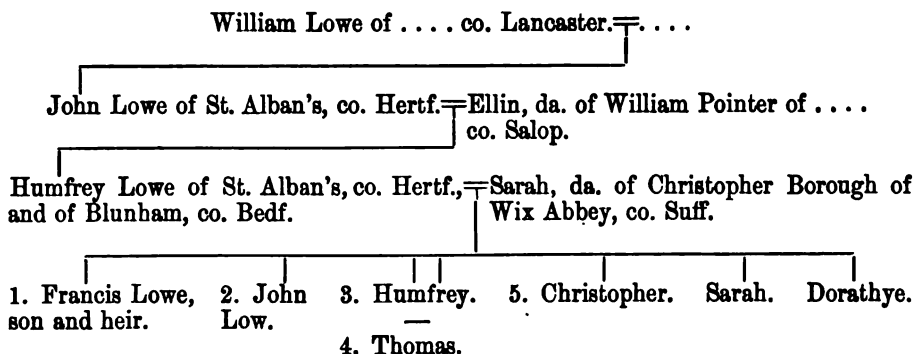 William Lowe of .... co. Lancaster.=....
John Lowe of St. Alban's, co. Hertf.=Ellin, da. of William Pointer of ....
co. Salop.
Humfrey Lowe of St. Alban's, co. Hertf.,=Sarah, da. of Christopher Borough of
and of Blunham, co. Bedf.
Wix Abbey, co. Suff.
1. Francis Lowe, son and heir.
2. John Low.
3. Humfrey.
—
4. Thomas.
5. Christopher.
Sarah.
Dorathye.